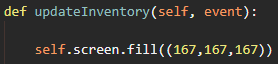 def updateInventory(self, event):
self.screen.fill((167,167,167))